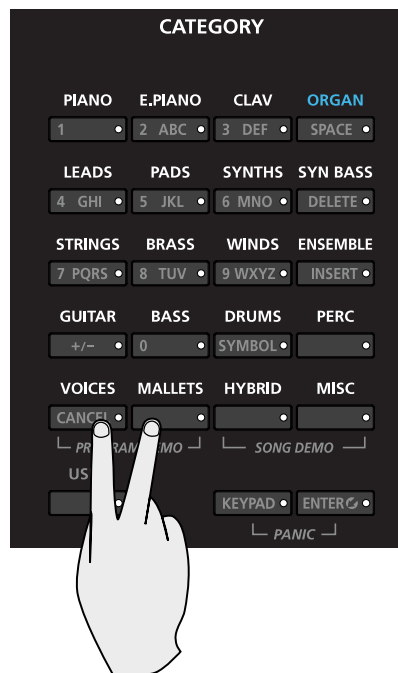 CATEGORY
PIANO E.PIANO CLAV ORGAN
1 2 ABC 3 DEF SPACE
LEADS PADS SYNTHS SYN BASS
4 GHI 5 JKL 6 MNO DELETE
STRINGS BRASS WINDS ENSEMBLE
7 PQRS 8 TUV 9 WXYZ INSERT
GUITAR BASS DRUMS PERC
+/− 0 SYMBOL
VOICES MALLETS HYBRID MISC
CANCEL
SONG DEMO
US
KEYPAD ENTER
PANIC